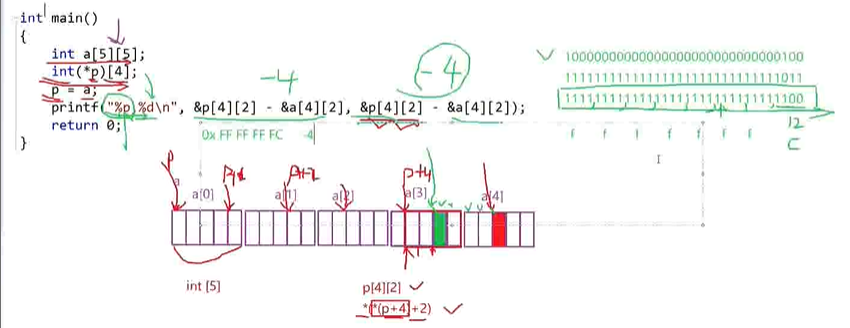 int main()
{
int a[5][5];
int(*p)[4];
p = a;
printf("%p %d\n", &p[4][2] - &a[4][2], &p[4][2] - &a[4][2]);
return 0;
}
-4
-4
0x FF FF FF FC -4
10000000000000000000000000000100
11111111111111111111111111111011
11111111111111111111111111111100
f f f f f f f
12
C
p
a
a[0]
a[1]
p+2
a[2]
p+4
a[3]
a[4]
int [5]
p[4][2]
*(*(p+4)+2)